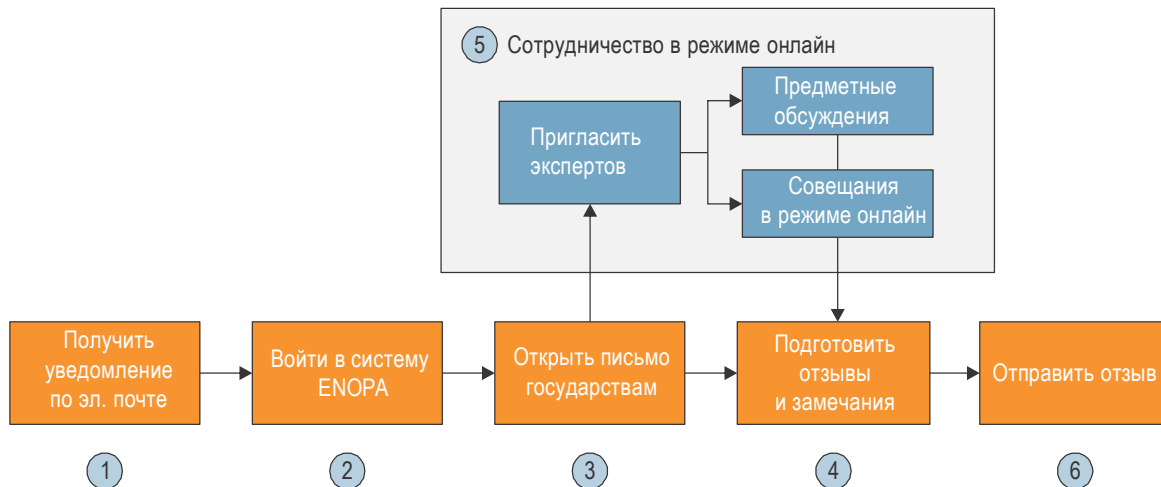 5 Сотрудничество в режиме онлайн
Предметные
обсуждения
Пригласить
экспертов
Совещания
в режиме онлайн
Получить
уведомление
по эл. почте
Войти в систему
ENOPA
Открыть письмо
государствам
Подготовить
отзывы
и замечания
Отправить отзыв
1
2
3
4
6